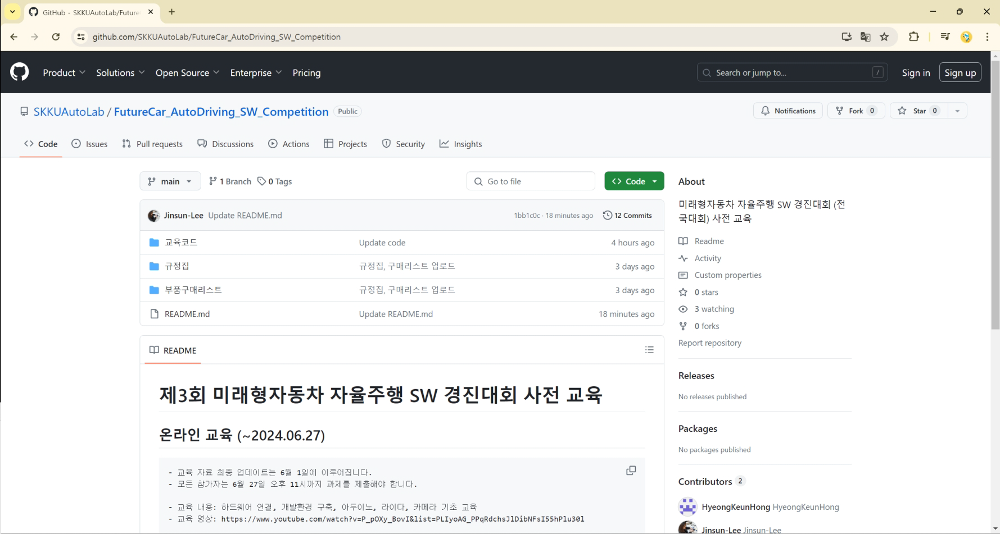 GitHub - SKKUAutoLab/Future
github.com/SKKUAutoLab/FutureCar_AutoDriving_SW_Competition
Product
Solutions
Open Source
Enterprise
Pricing
Search or jump to...
/
Sign in
Sign up
SKKUAutoLab / FutureCar_AutoDriving_SW_Competition
Public
Notifications
Fork 0
Star 0
Code
Issues
Pull requests
Discussions
Actions
Projects
Security
Insights
main
1 Branch
0 Tags
Go to file
Code
Jinsun-Lee Update README.md
1bb1c0c · 18 minutes ago
12 Commits
교육코드 Update code 4 hours ago
규정집 규정집, 구매리스트 업로드 3 days ago
부품구매리스트 규정집, 구매리스트 업로드 3 days ago
README.md Update README.md 18 minutes ago
README
제3회 미래형자동차 자율주행 SW 경진대회 사전 교육
온라인 교육 (~2024.06.27)
- 교육 자료 최종 업데이트는 6월 1일에 이루어집니다.
- 모든 참가자는 6월 27일 오후 11시까지 과제를 제출해야 합니다.
- 교육 내용: 하드웨어 연결, 개발환경 구축, 아두이노, 라이다, 카메라 기초 교육
- 교육 영상: https://www.youtube.com/watch?v=P_pOXy_BovI&list=PLIyoAG_PPqRdchsJlDibNFsI55hPlu30l
About
미래형자동차 자율주행 SW 경진대회 (전
국대회) 사전 교육
Readme
Activity
Custom properties
0 stars
3 watching
0 forks
Report repository
Releases
No releases published
Packages
No packages published
Contributors 2
HyeongKeunHong HyeongKeunHong
Jinsun-Lee Jinsun-Lee